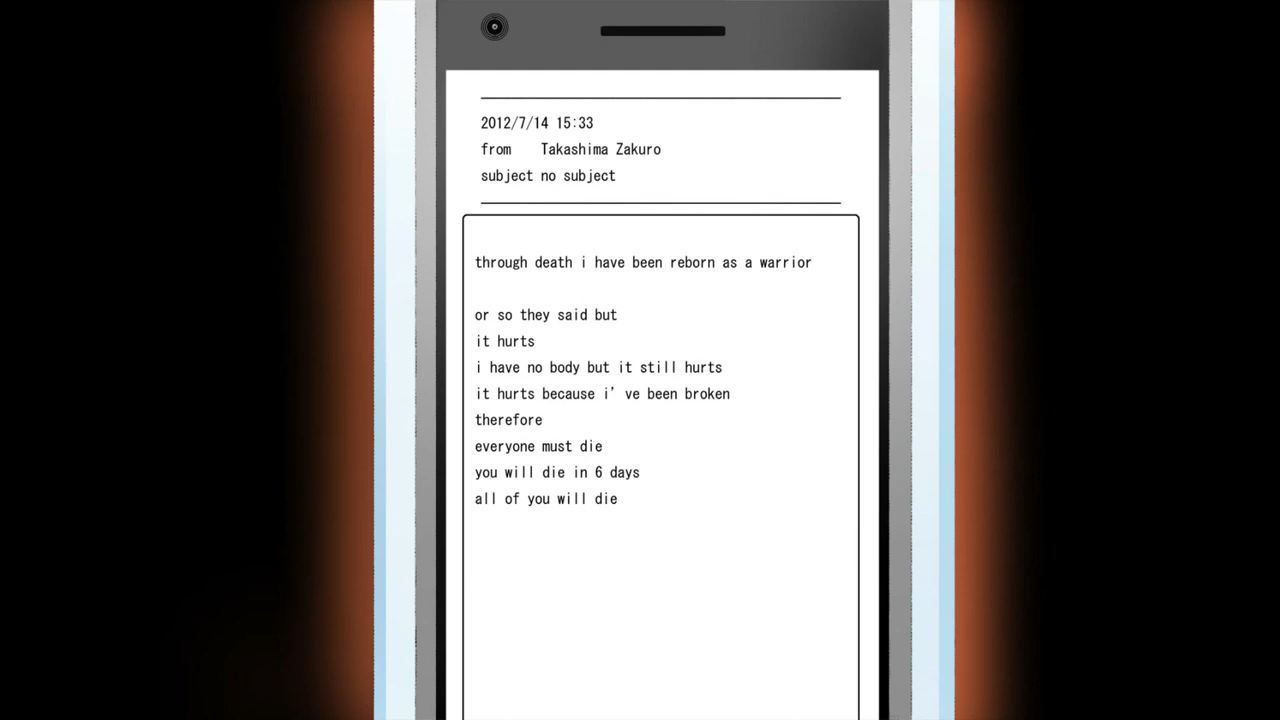 2012/7/14 15:33
from Takashima Zakuro
subject no subject
through death i have been reborn as a warrior
or so they said but
it hurts
i have no body but it still hurts
it hurts because i’ve been broken
therefore
everyone must die
you will die in 6 days
all of you will die